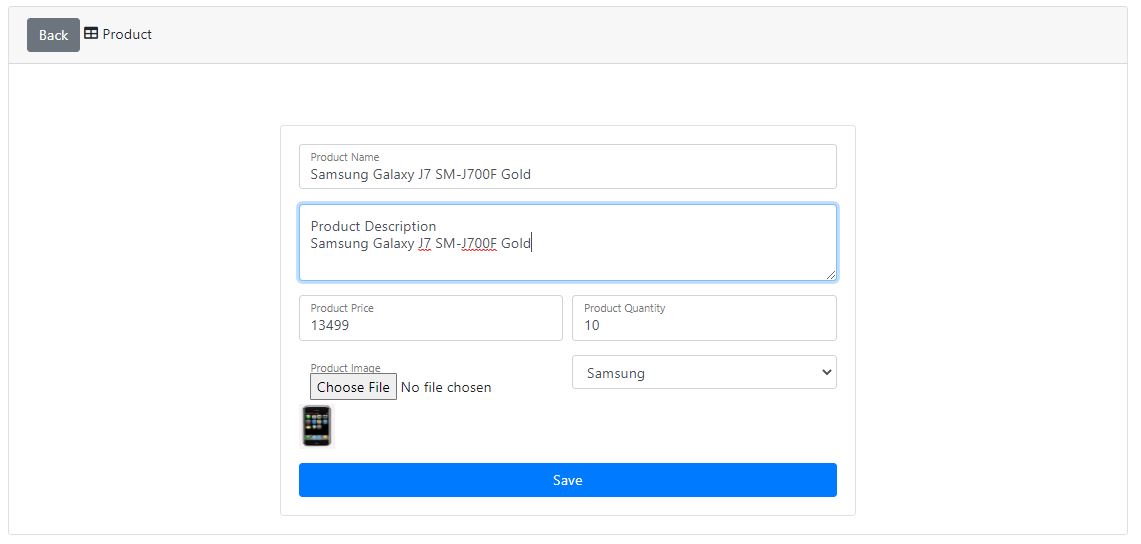 Back Product
Product Name
Samsung Galaxy J7 SM-J700F Gold
Product Description
Samsung Galaxy J7 SM-J700F Gold
Product Price
13499
Product Quantity
10
Product Image
Choose File No file chosen
Samsung
Save